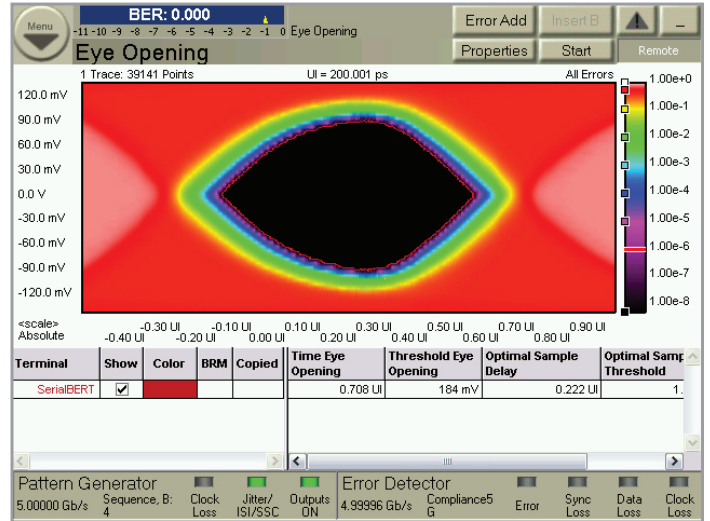 Menu
BER: 0.000
-11 -10 -9 -8 -7 -6 -5 -4 -3 -2 -1 0 Eye Opening
Error Add
Insert B
Eye Opening
Properties
Start
Remote
1 Trace: 39141 Points
UI = 200.001 ps
All Errors
120.0 mV
90.0 mV
60.0 mV
30.0 mV
0.0 V
-30.0 mV
-60.0 mV
-90.0 mV
-120.0 mV
1.00e+0
1.00e-1
1.00e-2
1.00e-3
1.00e-4
1.00e-5
1.00e-6
1.00e-7
1.00e-8
<scale>
Absolute
-0.30 UI -0.10 UI 0.10 UI 0.30 UI 0.50 UI 0.70 UI 0.90 UI
-0.40 UI -0.20 UI 0.00 UI 0.20 UI 0.40 UI 0.60 UI 0.80 UI
Terminal Show Color BRM Copied
Time Eye Opening
Threshold Eye Opening
Optimal Sample Delay
Optimal Samp
Threshold
SerialBERT 0.708 UI 184 mV 0.222 UI 1.
Pattern Generator
5.00000 Gb/s
Sequence, B: 4
Clock Loss
Jitter/ ISI/SSC
Outputs ON
Error Detector
4.99996 Gb/s
Compliance5 G
Error
Sync Loss
Data Loss
Clock Loss